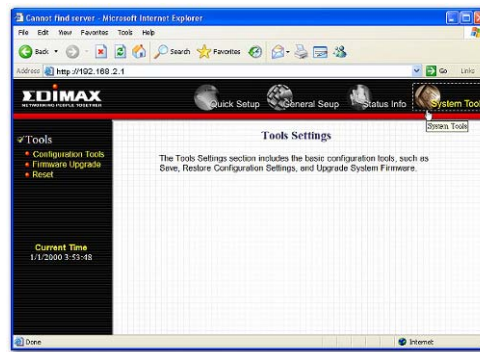 Cannot find server - Microsoft Internet Explorer
File Edit View Favorites Tools Help
Back Search Favorites
Address http://192.168.2.1 Go Links
EDIMAX
NETWORKING PEOPLE TOGETHER
Quick Setup General Seup Status Info System Tool
System Tools
Tools
Configuration Tools
Firmware Upgrade
Reset
Current Time
1/1/2000 3:53:48
Tools Settings
The Tools Settings section includes the basic configuration tools, such as
Save, Restore Configuration Settings, and Upgrade System Firmware.
Done Internet